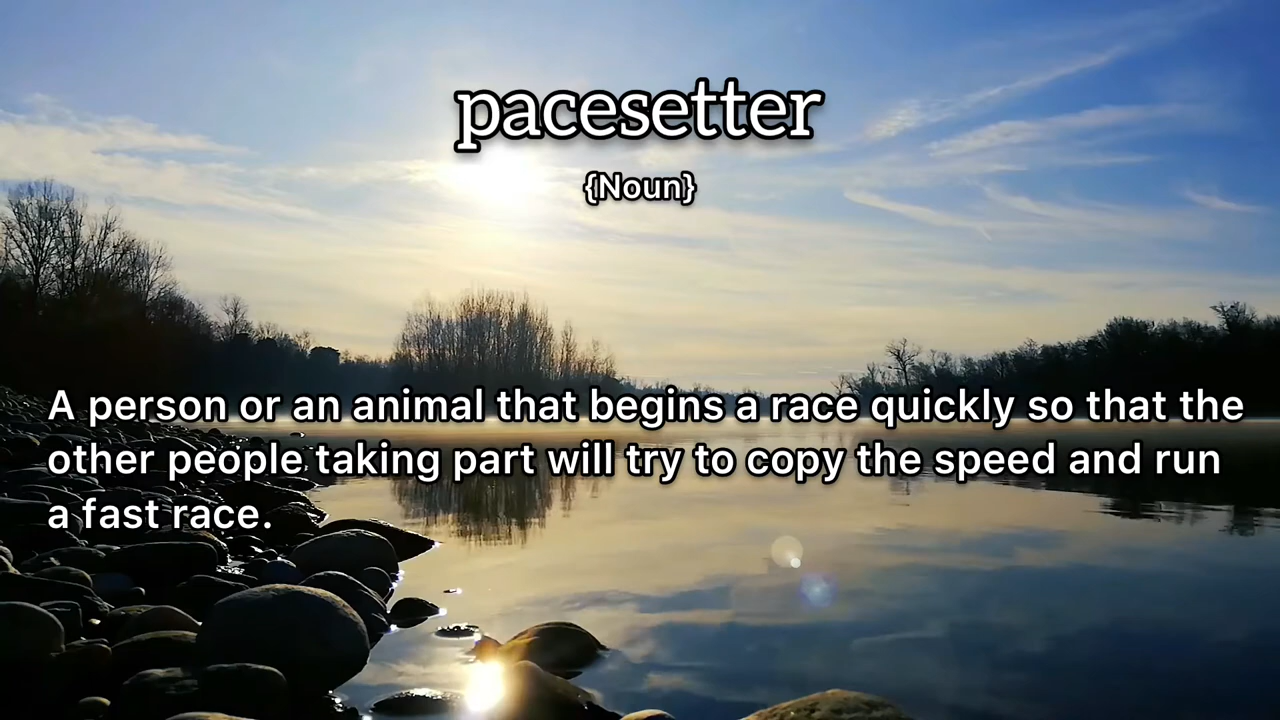 pacesetter
{Noun}
A person or an animal that begins a race quickly so that the
other people taking part will try to copy the speed and run
a fast race.